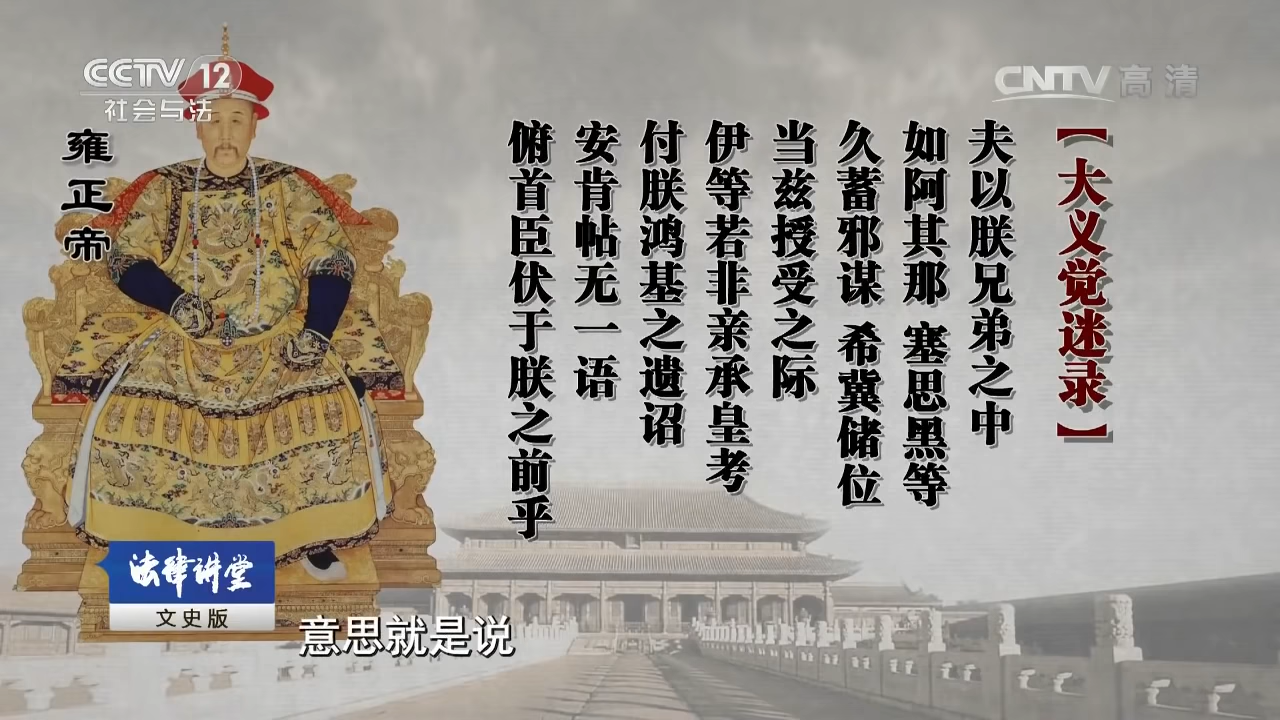 CCTV 12
社会与法
CNTV高清
雍正帝
【大义觉迷录】
夫以朕兄弟之中
如阿其那 塞思黑等
久蓄邪谋 希冀储位
当兹授受之际
伊等若非亲承皇考
付朕鸿基之遗诏
安肯帖无一语
俯首臣伏于朕之前乎
法律讲堂
文史版
意思就是说